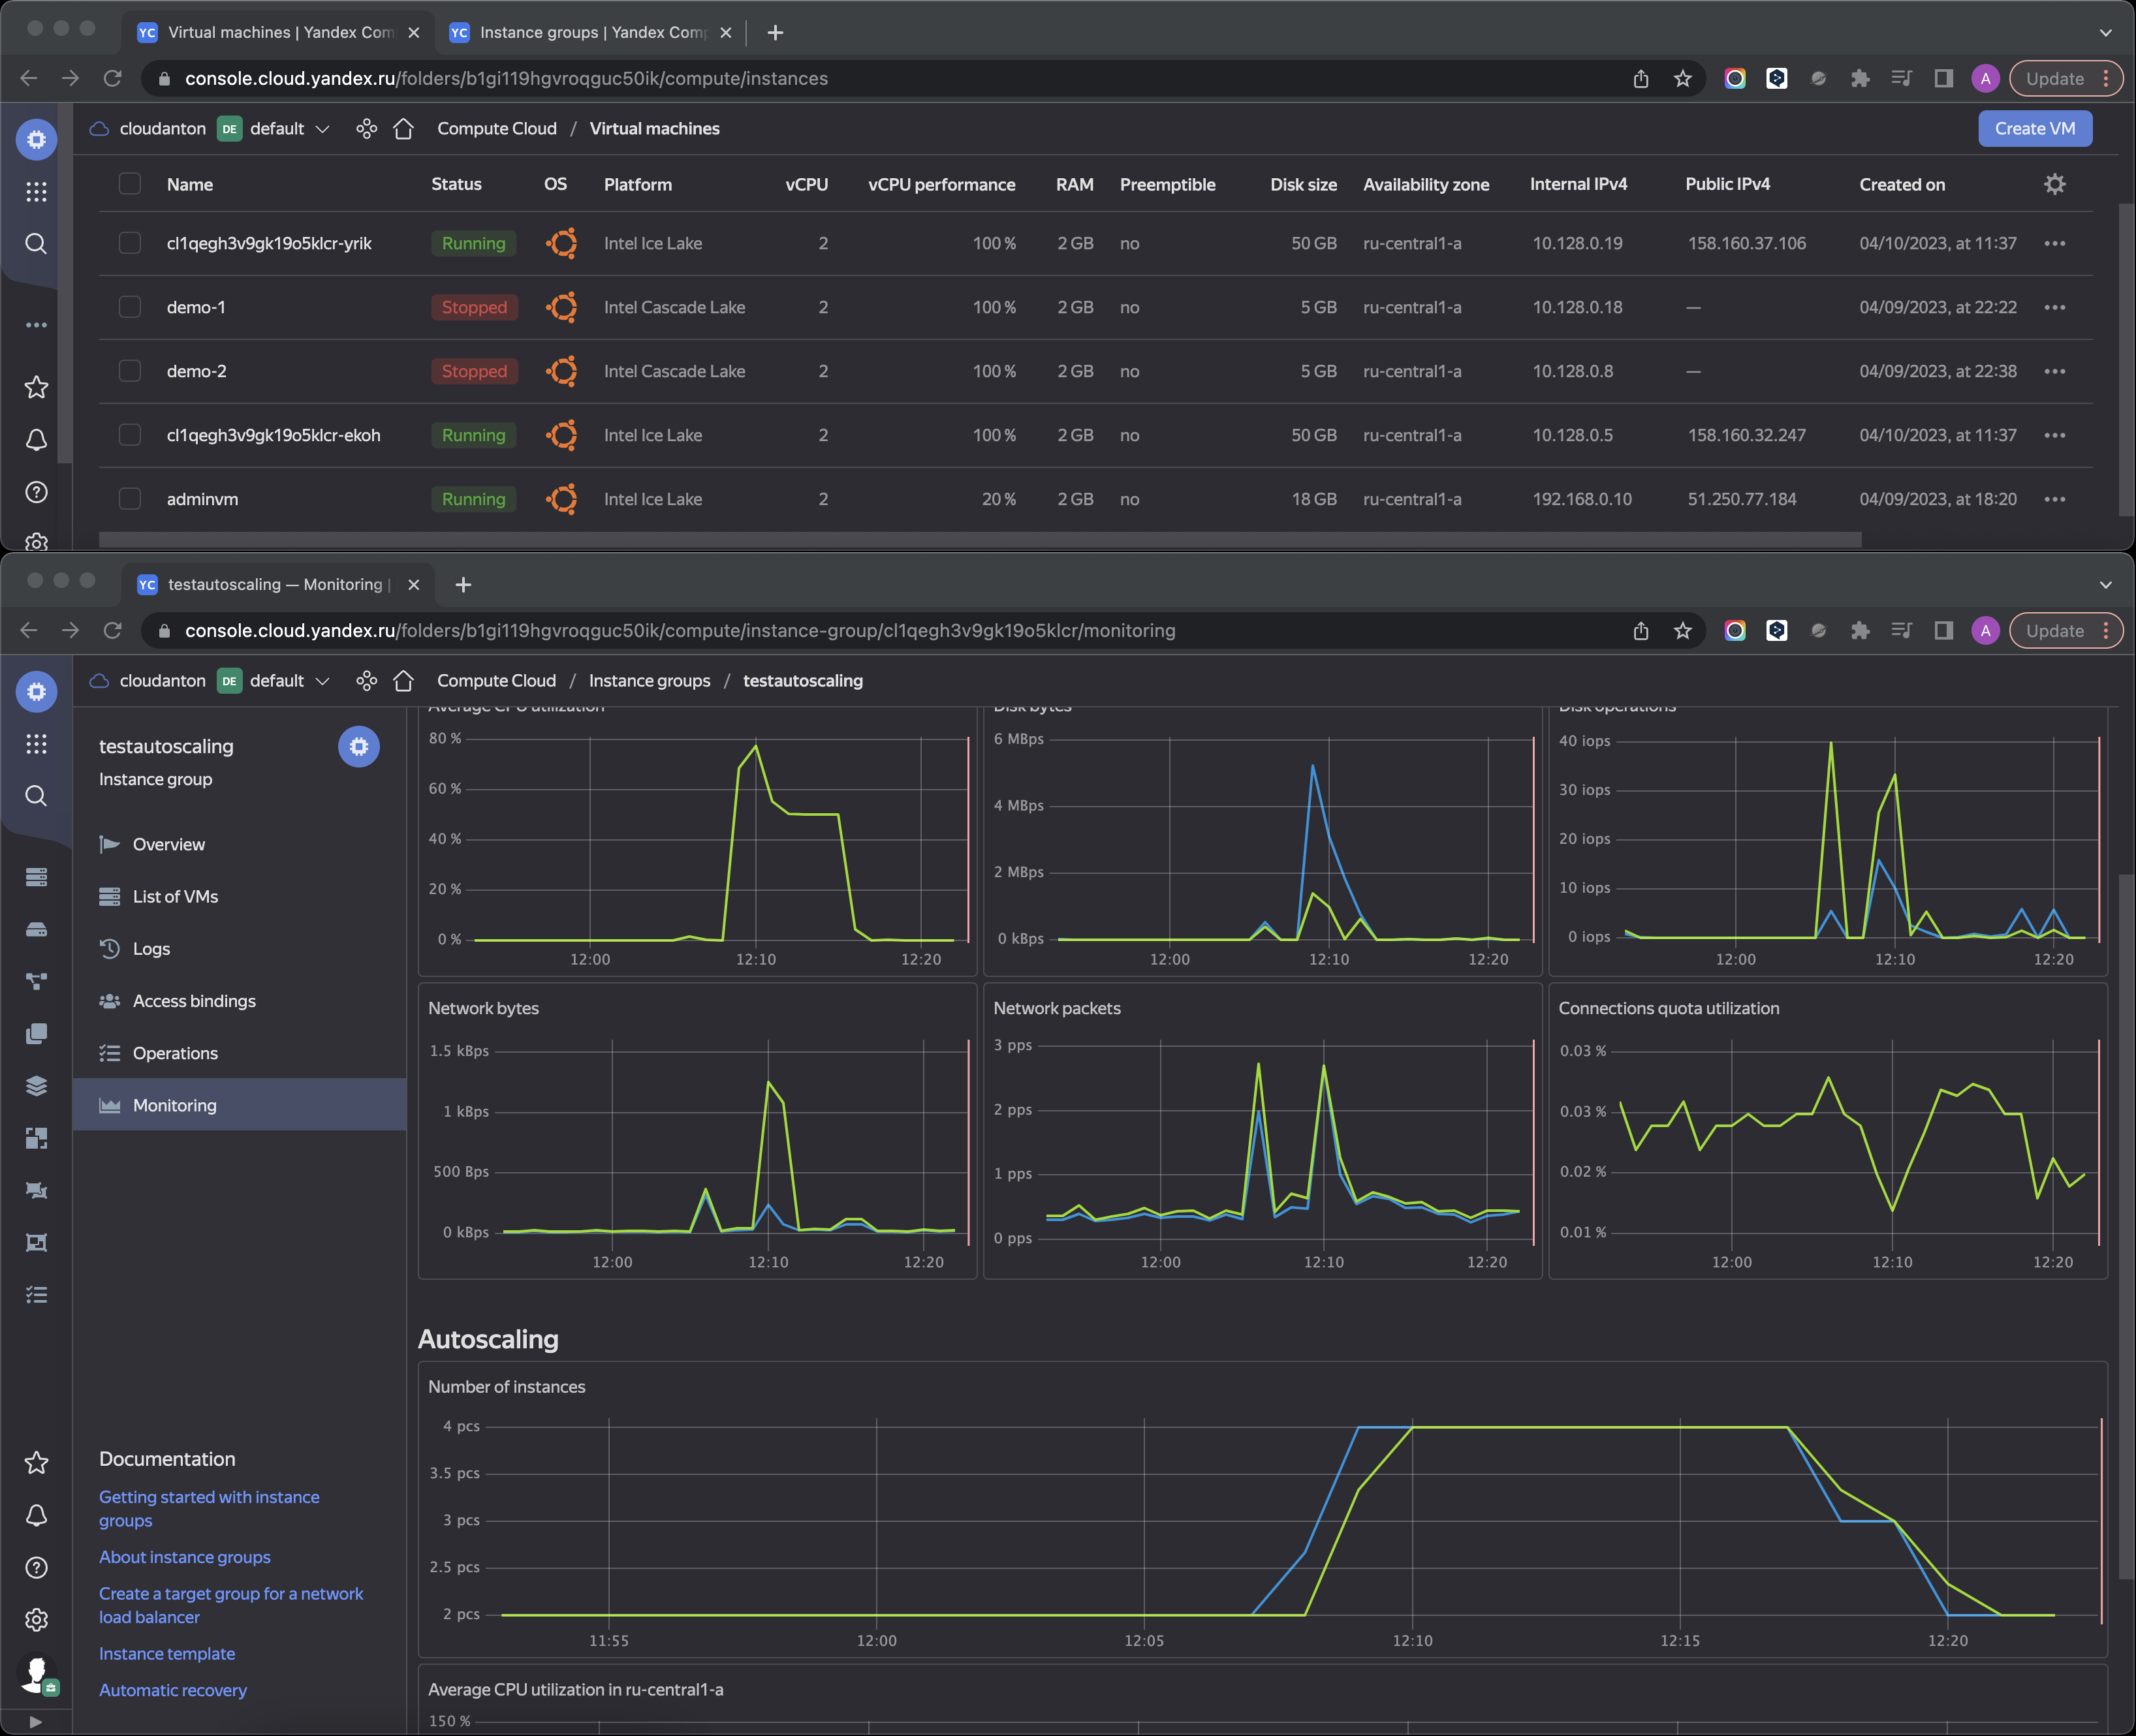 YC Virtual machines | Yandex Com
YC Instance groups | Yandex Comp
console.cloud.yandex.ru/folders/b1gi119hgvroqguc50ik/compute/instances
A
Update
cloudanton DE default Compute Cloud / Virtual machines
Create VM
Name Status OS Platform vCPU vCPU performance RAM Preemptible Disk size Availability zone Internal IPv4 Public IPv4 Created on
cl1qegh3v9gk19o5klcr-yrik Running Intel Ice Lake 2 100 % 2 GB no 50 GB ru-central1-a 10.128.0.19 158.160.37.106 04/10/2023, at 11:37
demo-1 Stopped Intel Cascade Lake 2 100 % 2 GB no 5 GB ru-central1-a 10.128.0.18 — 04/09/2023, at 22:22
demo-2 Stopped Intel Cascade Lake 2 100 % 2 GB no 5 GB ru-central1-a 10.128.0.8 — 04/09/2023, at 22:38
cl1qegh3v9gk19o5klcr-ekoh Running Intel Ice Lake 2 100 % 2 GB no 50 GB ru-central1-a 10.128.0.5 158.160.32.247 04/10/2023, at 11:37
adminvm Running Intel Ice Lake 2 20 % 2 GB no 18 GB ru-central1-a 192.168.0.10 51.250.77.184 04/09/2023, at 18:20
YC testautoscaling — Monitoring |
console.cloud.yandex.ru/folders/b1gi119hgvroqguc50ik/compute/instance-group/cl1qegh3v9gk19o5klcr/monitoring
A
Update
cloudanton DE default Compute Cloud / Instance groups / testautoscaling
testautoscaling
Instance group
Overview
List of VMs
Logs
Access bindings
Operations
Monitoring
Documentation
Getting started with instance
groups
About instance groups
Create a target group for a network
load balancer
Instance template
Automatic recovery
Average CPU utilization
80 %
60 %
40 %
20 %
0 %
12:00 12:10 12:20
Disk bytes
6 MBps
4 MBps
2 MBps
0 kBps
12:00 12:10 12:20
Disk operations
40 iops
30 iops
20 iops
10 iops
0 iops
12:00 12:10 12:20
Network bytes
1.5 kBps
1 kBps
500 Bps
0 kBps
12:00 12:10 12:20
Network packets
3 pps
2 pps
1 pps
0 pps
12:00 12:10 12:20
Connections quota utilization
0.03 %
0.03 %
0.02 %
0.01 %
12:00 12:10 12:20
Autoscaling
Number of instances
4 pcs
3.5 pcs
3 pcs
2.5 pcs
2 pcs
11:55 12:00 12:05 12:10 12:15 12:20
Average CPU utilization in ru-central1-a
150 %